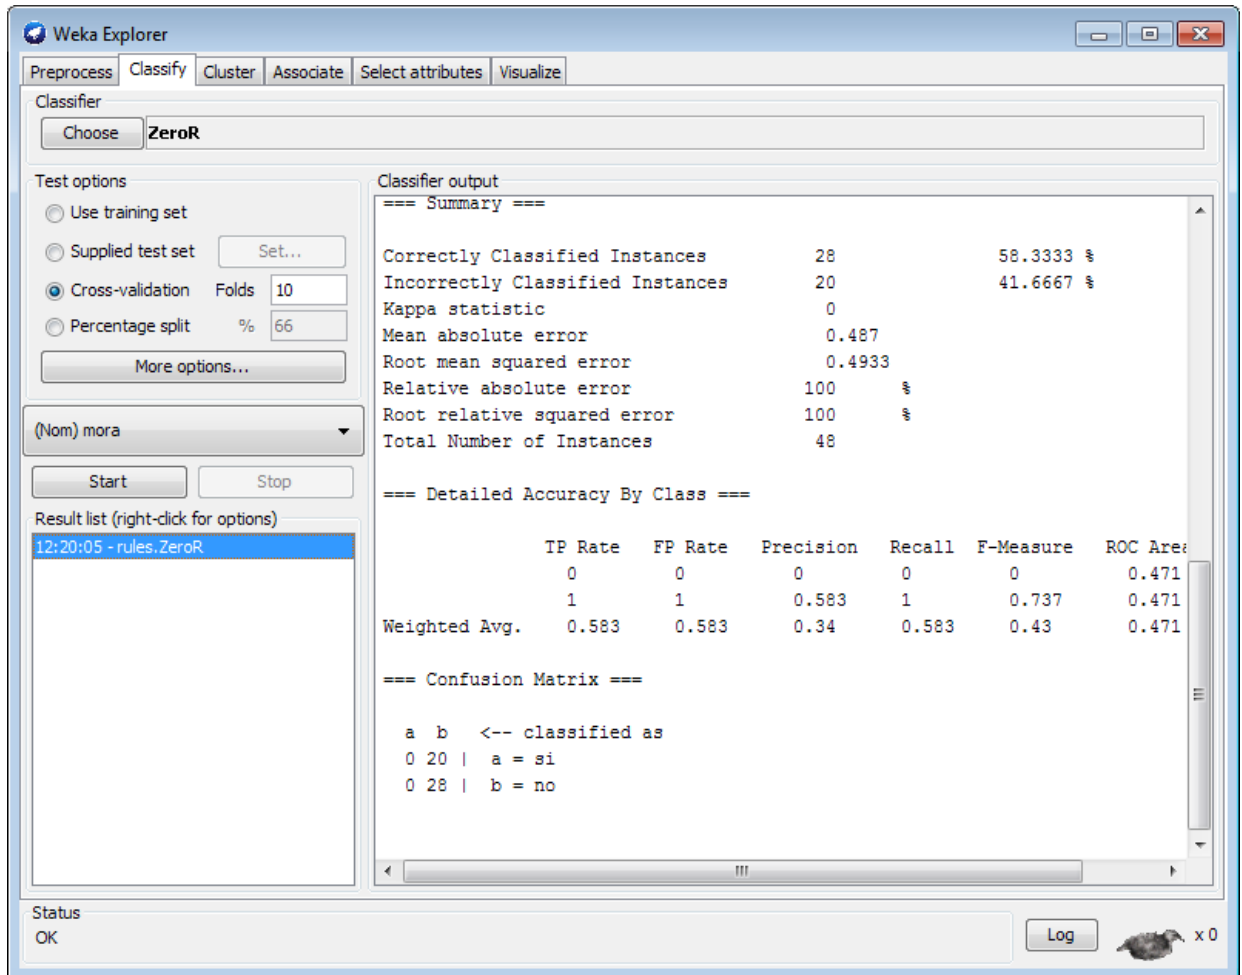 Weka Explorer
Preprocess Classify Cluster Associate Select attributes Visualize
Classifier
Choose ZeroR
Test options
Use training set
Supplied test set Set...
Cross-validation Folds 10
Percentage split % 66
More options...
(Nom) mora
Start Stop
Result list (right-click for options)
12:20:05 - rules.ZeroR
Classifier output
=== Summary ===
Correctly Classified Instances 28 58.3333 %
Incorrectly Classified Instances 20 41.6667 %
Kappa statistic 0
Mean absolute error 0.487
Root mean squared error 0.4933
Relative absolute error 100 %
Root relative squared error 100 %
Total Number of Instances 48
=== Detailed Accuracy By Class ===
TP Rate FP Rate Precision Recall F-Measure ROC Area
0 0 0 0 0 0.471
1 1 0.583 1 0.737 0.471
Weighted Avg. 0.583 0.583 0.34 0.583 0.43 0.471
=== Confusion Matrix ===
a b <-- classified as
0 20 | a = si
0 28 | b = no
Status
OK
Log x 0